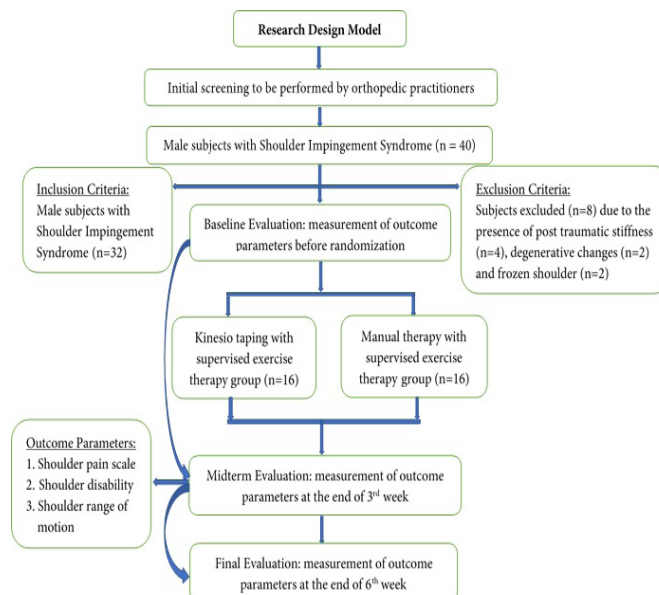 Research Design Model
Initial screening to be performed by orthopedic practitioners
Male subjects with Shoulder Impingement Syndrome (n = 40)
Inclusion Criteria:
Male subjects with
Shoulder Impingement
Syndrome (n=32)
Exclusion Criteria:
Subjects excluded (n=8) due to the
presence of post traumatic stiffness
(n=4), degenerative changes (n=2)
and frozen shoulder (n=2)
Baseline Evaluation: measurement of outcome
parameters before randomization
Kinesio taping with
supervised exercise
therapy group (n=16)
Manual therapy with
supervised exercise
therapy group (n=16)
Outcome Parameters:
1. Shoulder pain scale
2. Shoulder disability
3. Shoulder range of
motion
Midterm Evaluation: measurement of outcome
parameters at the end of 3rd week
Final Evaluation: measurement of outcome
parameters at the end of 6th week